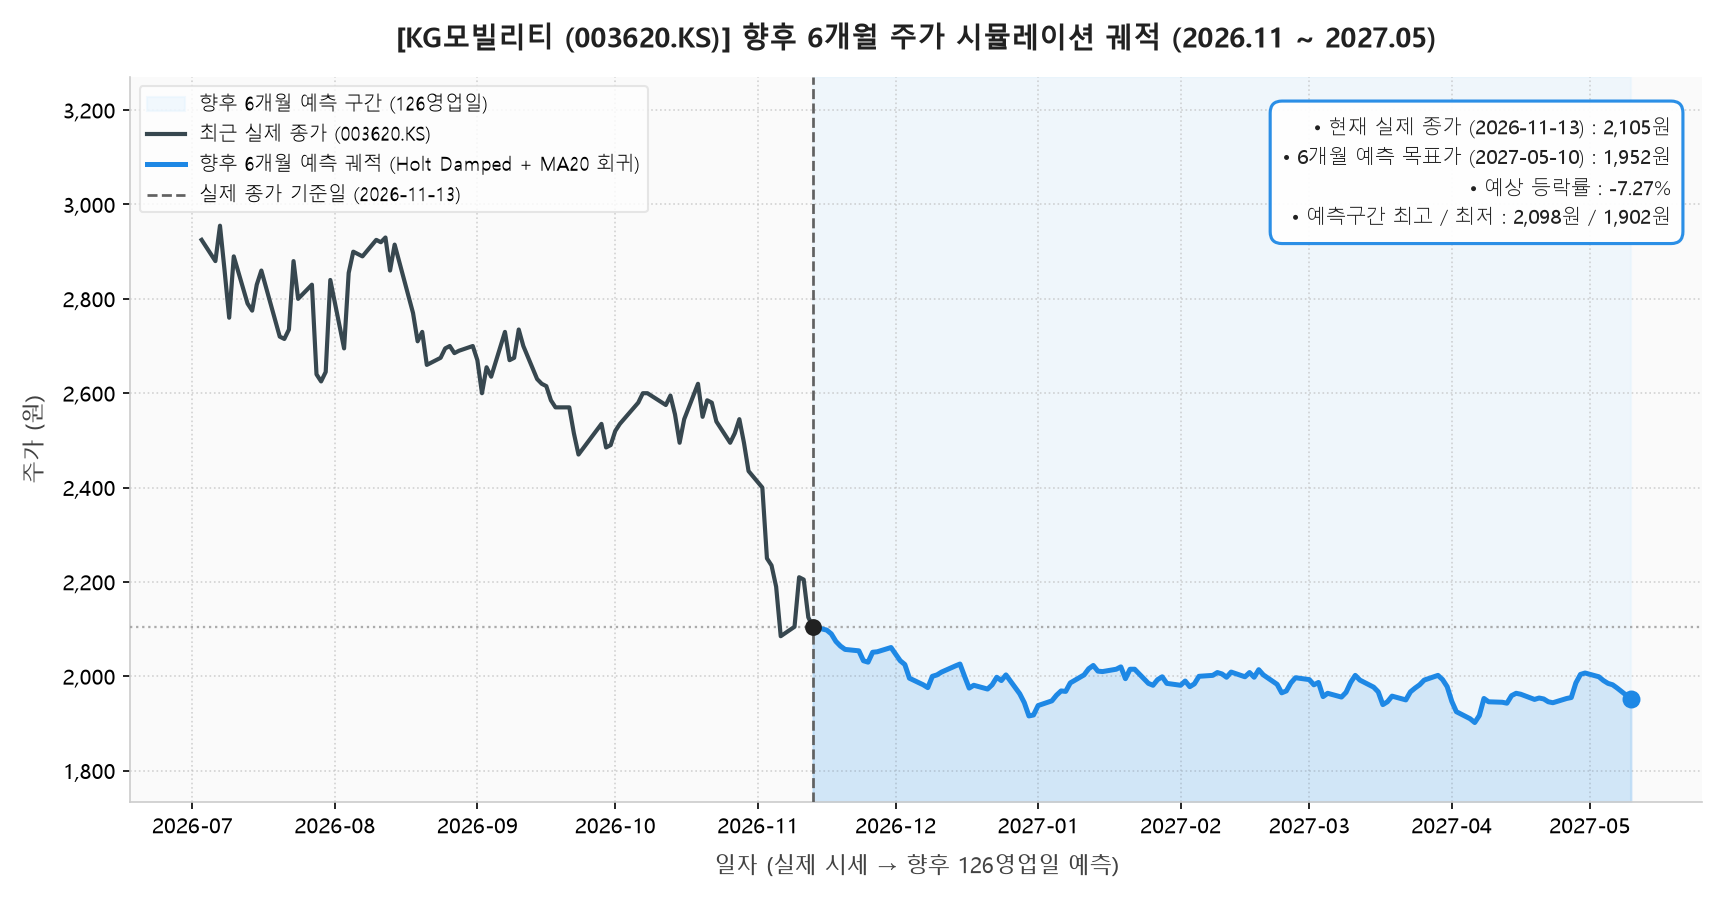 [KG모빌리티 (003620.KS)] 향후 6개월 주가 시뮬레이션 궤적 (2026.11 ~ 2027.05)
향후 6개월 예측 구간 (126영업일)
최근 실제 종가 (003620.KS)
향후 6개월 예측 궤적 (Holt Damped + MA20 회귀)
실제 종가 기준일 (2026-11-13)
• 현재 실제 종가 (2026-11-13) : 2,105원
• 6개월 예측 목표가 (2027-05-10) : 1,952원
• 예상 등락률 : -7.27%
• 예측구간 최고 / 최저 : 2,098원 / 1,902원
주가 (원)
3,200
3,000
2,800
2,600
2,400
2,200
2,000
1,800
2026-07 2026-08 2026-09 2026-10 2026-11 2026-12 2027-01 2027-02 2027-03 2027-04 2027-05
일자 (실제 시세 → 향후 126영업일 예측)